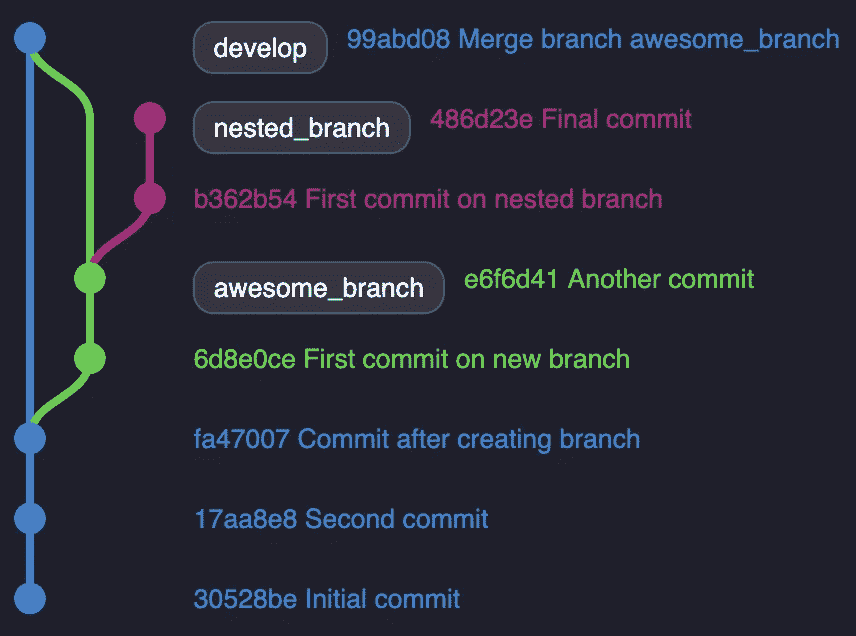 develop 99abd08 Merge branch awesome_branch
nested_branch 486d23e Final commit
b362b54 First commit on nested branch
awesome_branch e6f6d41 Another commit
6d8e0ce First commit on new branch
fa47007 Commit after creating branch
17aa8e8 Second commit
30528be Initial commit